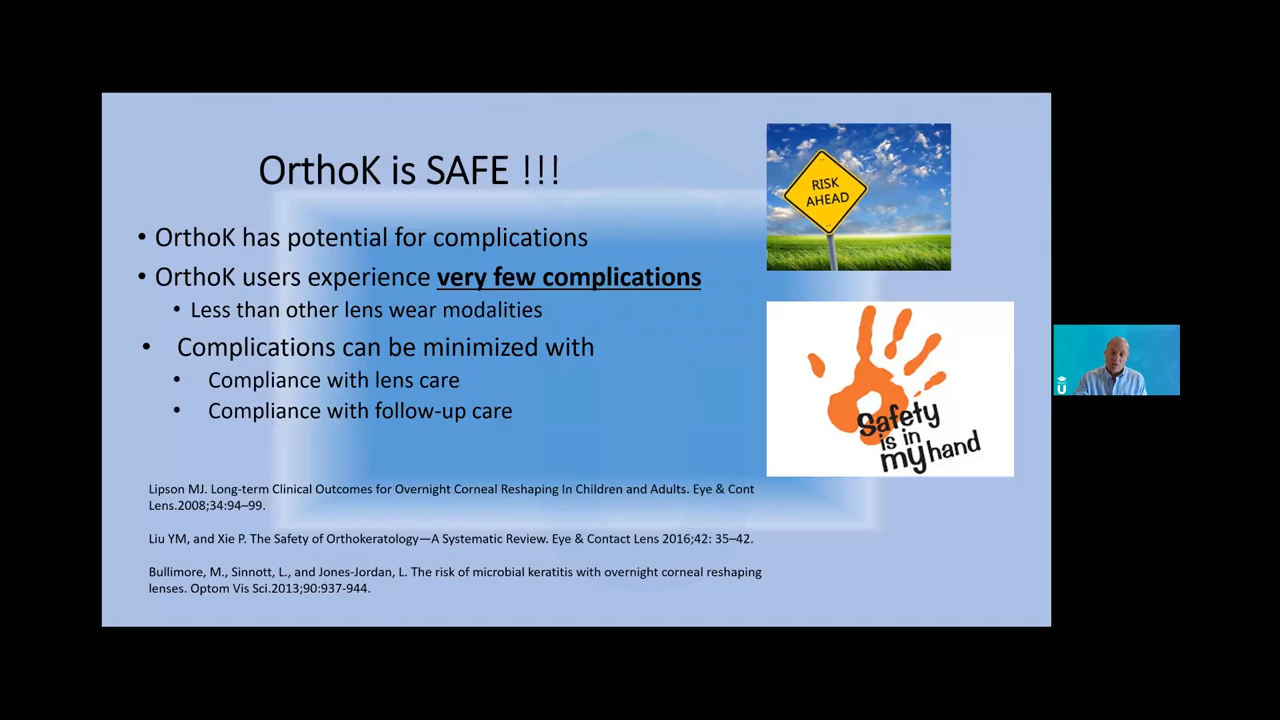 OrthoK is SAFE !!!
• OrthoK has potential for complications
• OrthoK users experience very few complications
• Less than other lens wear modalities
• Complications can be minimized with
• Compliance with lens care
• Compliance with follow-up care
Lipson MJ. Long-term Clinical Outcomes for Overnight Corneal Reshaping In Children and Adults. Eye & Cont
Lens.2008;34:94–99.
Liu YM, and Xie P. The Safety of Orthokeratology—A Systematic Review. Eye & Contact Lens 2016;42: 35–42.
Bullimore, M., Sinnott, L., and Jones-Jordan, L. The risk of microbial keratitis with overnight corneal reshaping
lenses. Optom Vis Sci.2013;90:937-944.
RISK
AHEAD
Safety
is in
my hand
U